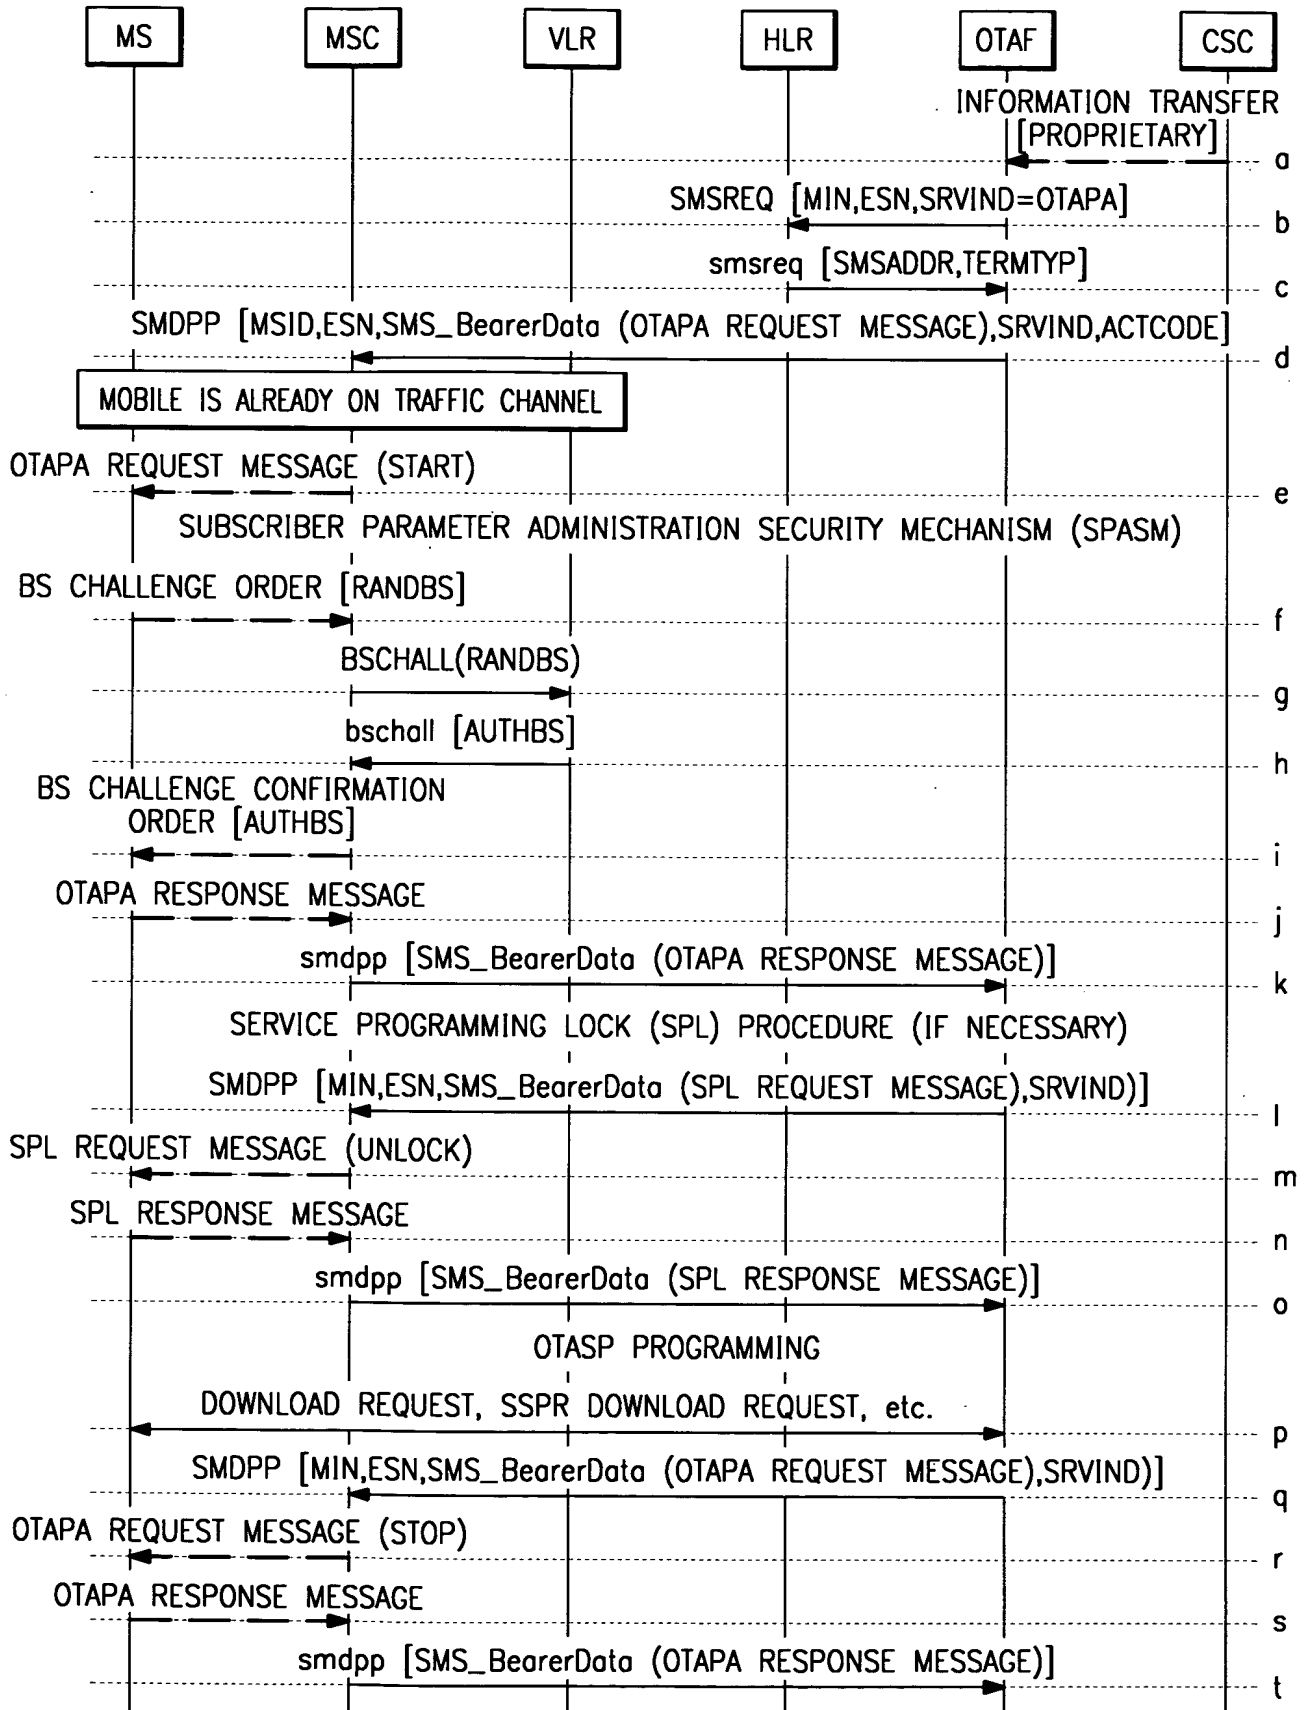 MS MSC VLR HLR OTAF CSC
INFORMATION TRANSFER
[PROPRIETARY]
a
SMSREQ [MIN,ESN,SRVIND=OTAPA]
b
smsreq [SMSADDR,TERMTYP]
c
SMDPP [MSID,ESN,SMS_BearerData (OTAPA REQUEST MESSAGE),SRVIND,ACTCODE]
d
MOBILE IS ALREADY ON TRAFFIC CHANNEL
OTAPA REQUEST MESSAGE (START)
e
SUBSCRIBER PARAMETER ADMINISTRATION SECURITY MECHANISM (SPASM)
BS CHALLENGE ORDER [RANDBS]
f
BSCHALL(RANDBS)
g
bschall [AUTHBS]
h
BS CHALLENGE CONFIRMATION
ORDER [AUTHBS]
i
OTAPA RESPONSE MESSAGE
j
smdpp [SMS_BearerData (OTAPA RESPONSE MESSAGE)]
k
SERVICE PROGRAMMING LOCK (SPL) PROCEDURE (IF NECESSARY)
SMDPP [MIN,ESN,SMS_BearerData (SPL REQUEST MESSAGE),SRVIND)]
l
SPL REQUEST MESSAGE (UNLOCK)
m
SPL RESPONSE MESSAGE
n
smdpp [SMS_BearerData (SPL RESPONSE MESSAGE)]
o
OTASP PROGRAMMING
DOWNLOAD REQUEST, SSPR DOWNLOAD REQUEST, etc.
p
SMDPP [MIN,ESN,SMS_BearerData (OTAPA REQUEST MESSAGE),SRVIND)]
q
OTAPA REQUEST MESSAGE (STOP)
r
OTAPA RESPONSE MESSAGE
s
smdpp [SMS_BearerData (OTAPA RESPONSE MESSAGE)]
t